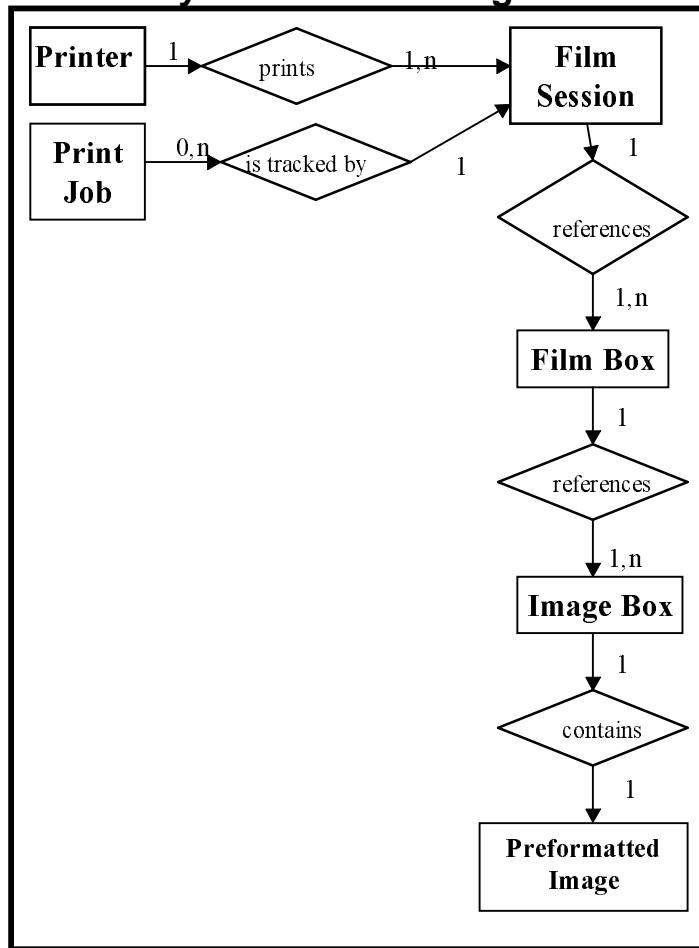 Printer
1
prints
1,n
Film
Session
Print
Job
0,n
is tracked by
1
1
references
1,n
Film Box
1
references
1,n
Image Box
1
contains
1
Preformatted
Image